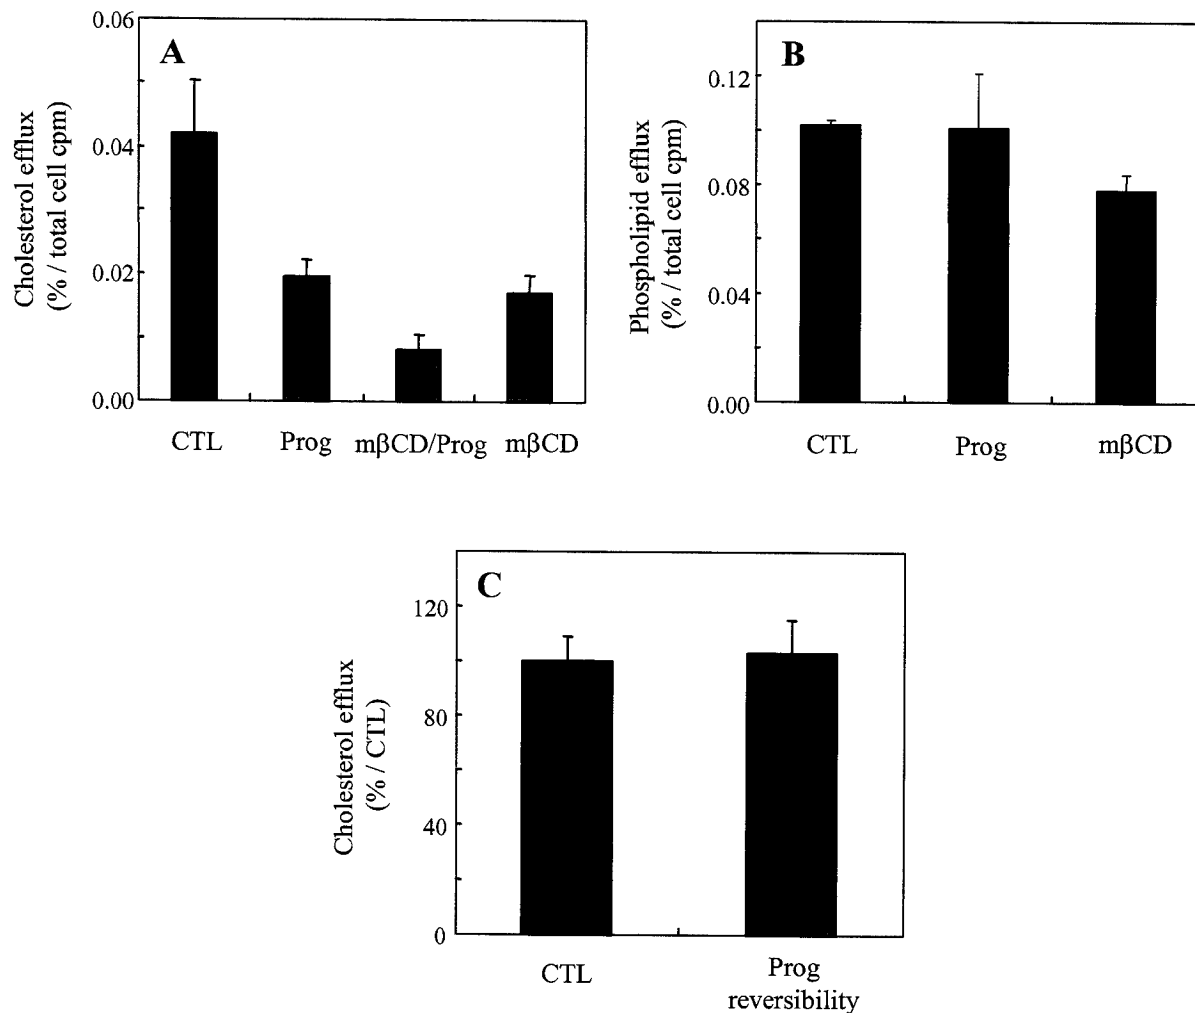 A
Cholesterol efflux
(% / total cell cpm)
0.06
0.04
0.02
0.00
CTL Prog mβCD/Prog mβCD
B
Phospholipid efflux
(% / total cell cpm)
0.12
0.08
0.04
0.00
CTL Prog mβCD
C
Cholesterol efflux
(% / CTL)
120
80
40
0
CTL Prog
reversibility